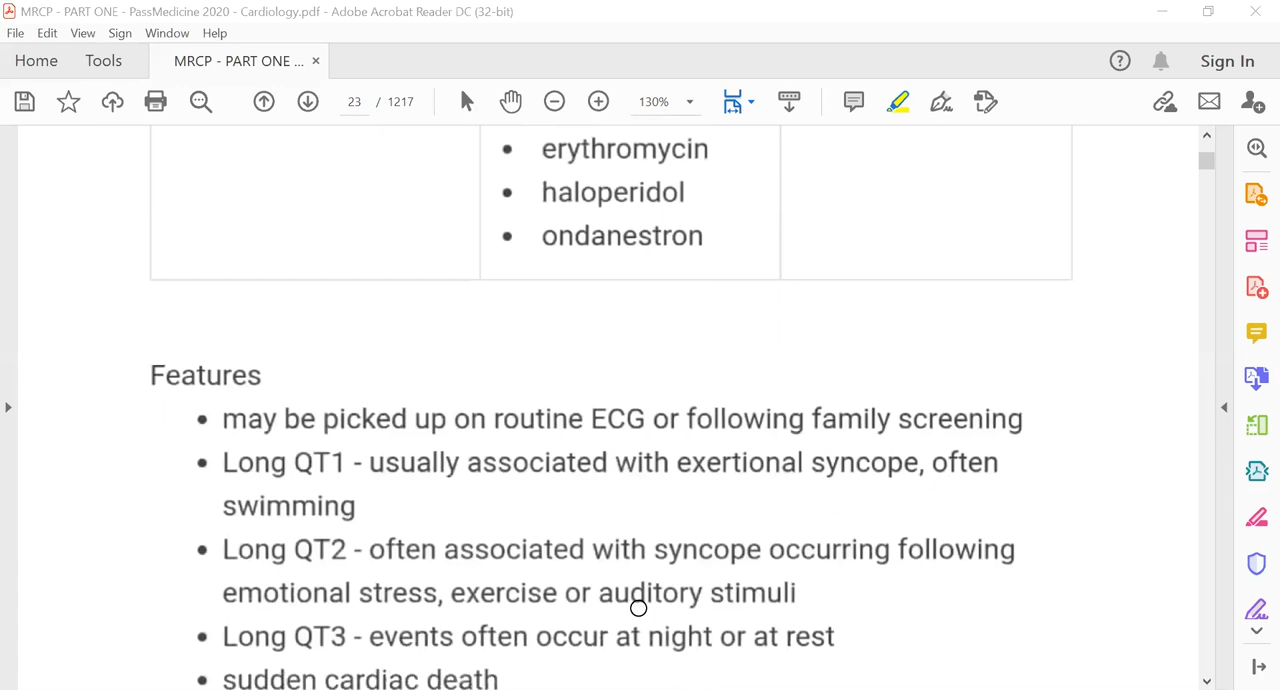 MRCP - PART ONE - PassMedicine 2020 - Cardiology.pdf - Adobe Acrobat Reader DC (32-bit)
File Edit View Sign Window Help
Home Tools MRCP - PART ONE ... × Sign In
23 / 1217 130%
• erythromycin
• haloperidol
• ondanestron
Features
• may be picked up on routine ECG or following family screening
• Long QT1 - usually associated with exertional syncope, often
swimming
• Long QT2 - often associated with syncope occurring following
emotional stress, exercise or auditory stimuli
• Long QT3 - events often occur at night or at rest
• sudden cardiac death